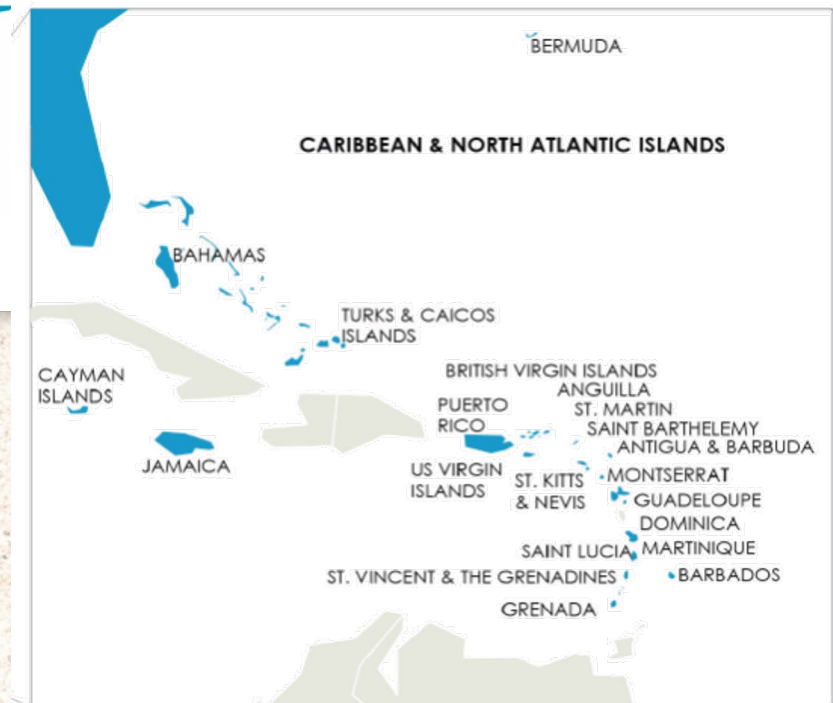 BERMUDA
CARIBBEAN & NORTH ATLANTIC ISLANDS
BAHAMAS
TURKS & CAICOS
ISLANDS
CAYMAN
ISLANDS
JAMAICA
BRITISH VIRGIN ISLANDS
ANGUILLA
PUERTO
RICO
ST. MARTIN
SAINT BARTHELEMY
ANTIGUA & BARBUDA
US VIRGIN
ISLANDS
ST. KITTS
& NEVIS
MONTSERRAT
GUADELOUPE
DOMINICA
SAINT LUCIA
MARTINIQUE
ST. VINCENT & THE GRENADINES
BARBADOS
GRENADA